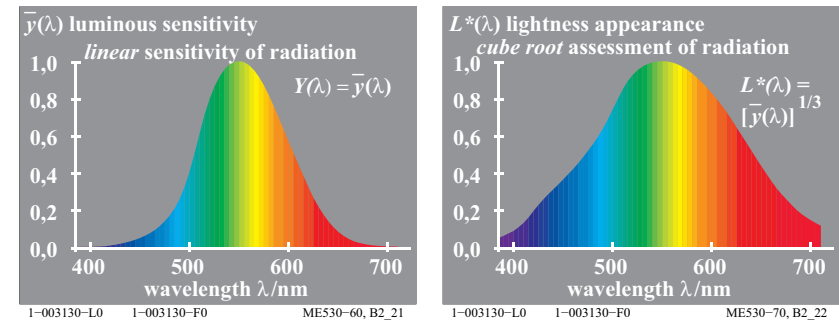 ȳ(λ) luminous sensitivity
linear sensitivity of radiation
1,0
Y(λ) = ȳ(λ)
0,8
0,6
0,4
0,2
0,0
400 500 600 700
wavelength λ/nm
1−003130−L0 1−003130−F0 ME530−60, B2_21
L*(λ) lightness appearance
cube root assessment of radiation
1,0
L*(λ) =
0,8
[ȳ(λ)] 1/3
0,6
0,4
0,2
0,0
400 500 600 700
wavelength λ/nm
1−003130−L0 1−003130−F0 ME530−70, B2_22